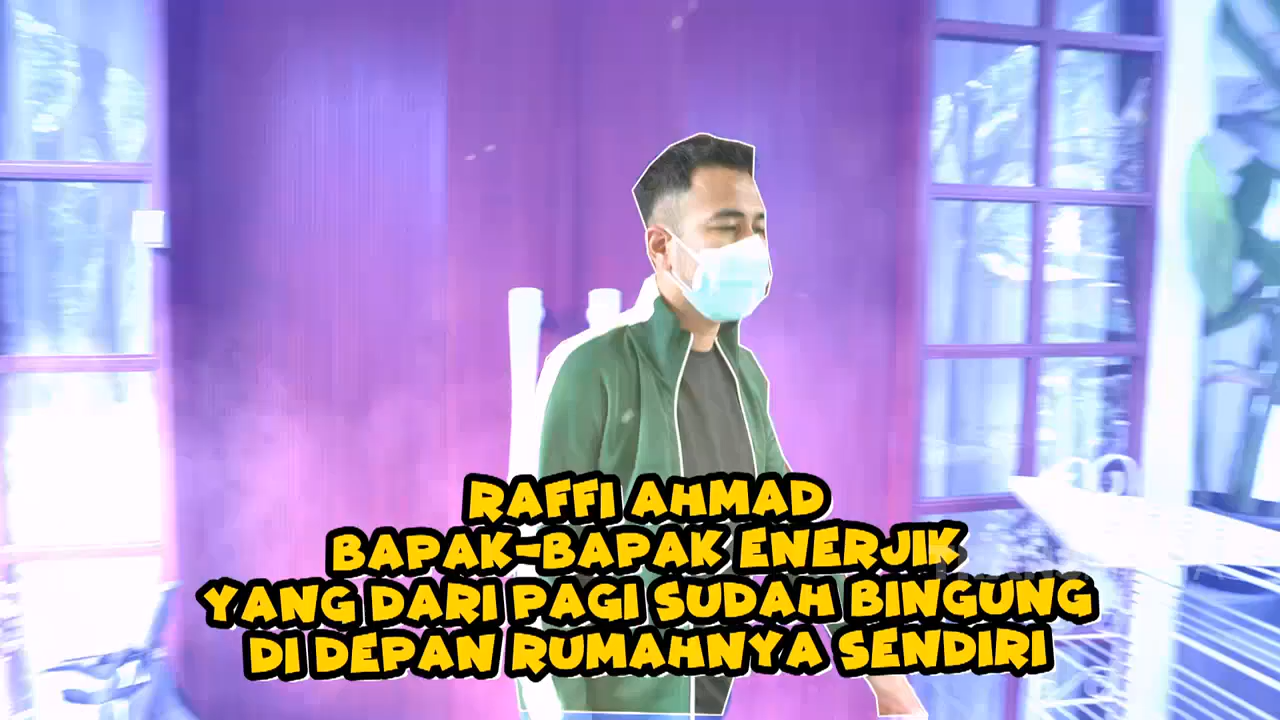 RAFFI AHMAD
BAPAK-BAPAK ENERJIK
YANG DARI PAGI SUDAH BINGUNG
DI DEPAN RUMAHNYA SENDIRI